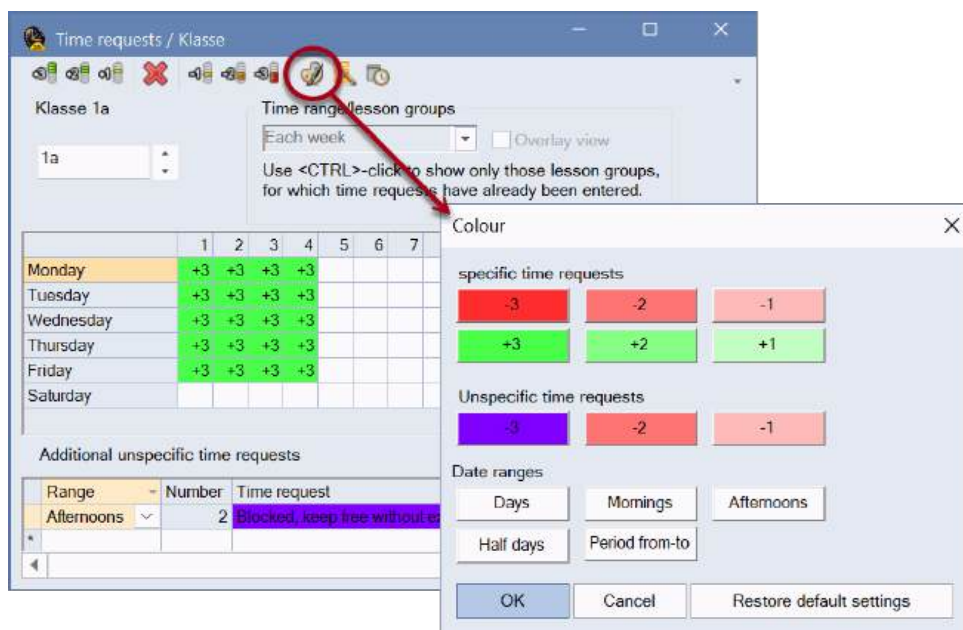 Time requests / Klasse
Klasse 1a
Time range/lesson groups
Each week
Overlay view
1a
Use <CTRL>-click to show only those lesson groups,
for which time requests have already been entered.
1 2 3 4 5 6 7
Monday +3 +3 +3 +3
Tuesday +3 +3 +3 +3
Wednesday +3 +3 +3 +3
Thursday +3 +3 +3 +3
Friday +3 +3 +3 +3
Saturday
Additional unspecific time requests
Range Number Time request
Afternoons 2 Blocked, keep free without
*
Colour
specific time requests
-3 -2 -1
+3 +2 +1
Unspecific time requests
-3 -2 -1
Date ranges
Days Mornings Afternoons
Half days Period from-to
OK Cancel Restore default settings